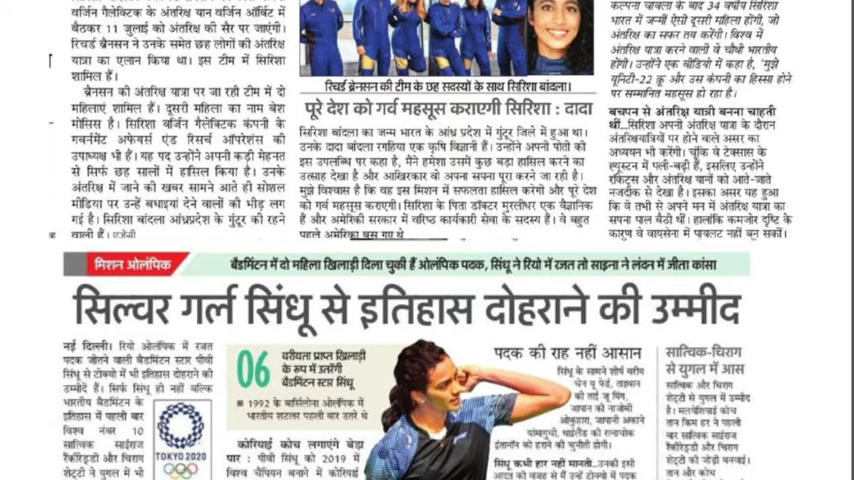 वर्जिन गैलेक्टिक के अंतरिक्ष यान वर्जिन ऑर्बिट में
बैठकर 11 जुलाई को अंतरिक्ष की सैर पर जाएंगी।
रिचर्ड ब्रैनसन ने उनके समेत छह लोगों की अंतरिक्ष
यात्रा का एलान किया था। इस टीम में सिरिशा
शामिल हैं।
ब्रैनसन की अंतरिक्ष यात्रा पर जा रही टीम में दो
महिलाएं शामिल हैं। दूसरी महिला का नाम बेश
मोसिस है। सिरिशा वर्जिन गैलेक्टिक कंपनी के
गवर्नमेंट अफेयर्स एंड रिसर्च ऑपरेशंस की
उपाध्यक्ष भी हैं। यह पद उन्होंने अपनी कड़ी मेहनत
से सिर्फ छह सालों में हासिल किया है। उनके
अंतरिक्ष में जाने की खबर सामने आते ही सोशल
मीडिया पर उन्हें बधाइयां देने वालों की भीड़ लग
गई है। सिरिशा बांदला आंध्रप्रदेश के गुंटूर की रहने
वाली हैं। एजेंसी
रिचर्ड ब्रैनसन की टीम के छह सदस्यों के साथ सिरिशा बांदला।
पूरे देश को गर्व महसूस कराएगी सिरिशा : दादा
सिरिशा बांदला का जन्म भारत के आंध्र प्रदेश में गुंटूर जिले में हुआ था।
उनके दादा बांदला रगहिया एक कृषि विज्ञानी हैं। उन्होंने अपनी पोती की
इस उपलब्धि पर कहा है, मैंने हमेशा उसमें कुछ बड़ा हासिल करने का
उत्साह देखा है और आखिरकार वो अपना सपना पूरा करने जा रही है।
मुझे विश्वास है कि वह इस मिशन में सफलता हासिल करेगी और पूरे देश
को गर्व महसूस कराएगी। सिरिशा के पिता डॉक्टर मुरलीधर एक वैज्ञानिक
हैं और अमेरिकी सरकार में वरिष्ठ कार्यकारी सेवा के सदस्य हैं। वे बहुत
पहले अमेरिका बस गए थे
कल्पना चावला के बाद 34 वर्षीय सिरिशा
भारत में जन्मी ऐसी दूसरी महिला होंगी, जो
अंतरिक्ष का सफर तय करेंगी। विश्व में
अंतरिक्ष यात्रा करने वाली वे चौथी भारतीय
होंगी। उन्होंने एक वीडियो में कहा है, 'मुझे
यूनिटी-22 क्रू और उस कंपनी का हिस्सा होने
पर सम्मानित महसूस हो रहा है।
बचपन से अंतरिक्ष यात्री बनना चाहती
थीं...सिरिशा अपनी अंतरिक्ष यात्रा के दौरान
अंतरिक्षयात्रियों पर होने वाले असर का
अध्ययन भी करेंगी। चूंकि वे टेक्सास के
ह्यूस्टन में पली-बढ़ी हैं, इसलिए उन्होंने
रॉकेट्स और अंतरिक्ष यानों को आते-जाते
नजदीक से देखा है। इसका असर यह हुआ
कि वे तभी से अपने मन में अंतरिक्ष यात्रा का
सपना पाल बैठी थीं। हालांकि कमजोर दृष्टि के
कारण वे वायुसेना में पायलट नहीं बन सकीं।
मिशन ओलंपिक
बैडमिंटन में दो महिला खिलाड़ी दिला चुकी हैं ओलंपिक पदक, सिंधू ने रियो में रजत तो साइना ने लंदन में जीता कांसा
सिल्वर गर्ल सिंधू से इतिहास दोहराने की उम्मीद
नई दिल्ली। रियो ओलंपिक में रजत
पदक जीतने वाली बैडमिंटन स्टार पीवी
सिंधू से टोक्यो में भी इतिहास दोहराने की
उम्मीदें हैं। सिर्फ सिंधू ही नहीं बल्कि
भारतीय बैडमिंटन के
इतिहास में पहली बार
विश्व नंबर 10
सात्विक साईराज
रैंकीरेड्डी और चिराग
शेट्टी ने युगल में भी
TOKYO 2020
06
वरीयता प्राप्त खिलाड़ी
के रूप में उतरेंगी
बैडमिंटन स्टार सिंधू
1992 के बार्सिलोना ओलंपिक में
भारतीय शटलर पहली बार उतरे थे
कोरियाई कोच लगाएंगे बेड़ा
पार : पीवी सिंधू को 2019 में
विश्व चैंपियन बनाने में कोरियाई
पदक की राह नहीं आसान
सिंधू के सामने शीर्ष वरीय
चेन यू फेई, ताइवान
की ताई जू यिंग,
जापान की नाजोमी
ओकुहारा, जापानी अकाने
यामागुची, थाईलैंड की रत्नाचोक
इंतानोन को हराने की चुनौती होगी।
सिंधू कभी हार नहीं मानती...उनकी इसी
आदत की वजह से मैं उन्हें टोक्यो में पदक
सात्विक-चिराग
से युगल में आस
सात्विक और चिराग
शेट्टी से युगल में उम्मीद
है। मलयेशियाई कोच
तान किम हर ने पहली
बार सात्विक साईराज
रैंकीरेड्डी और चिराग
शेट्टी की जोड़ी बनवाई।
तान और कोच